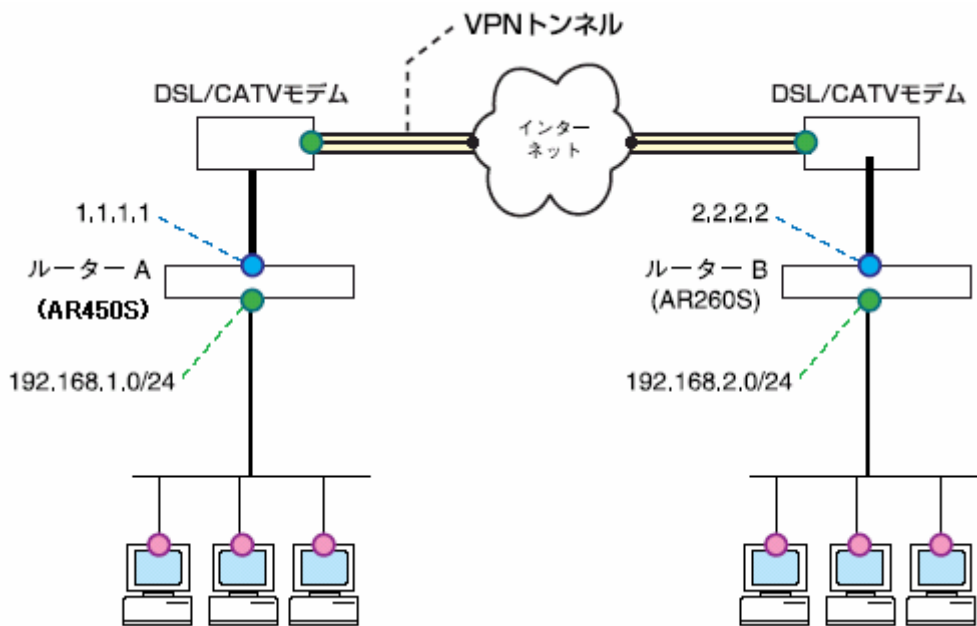 VPNトンネル
DSL/CATVモデム
DSL/CATVモデム
インター
ネット
1.1.1.1
2.2.2.2
ルーター A
(AR450S)
ルーター B
(AR260S)
192.168.1.0/24
192.168.2.0/24